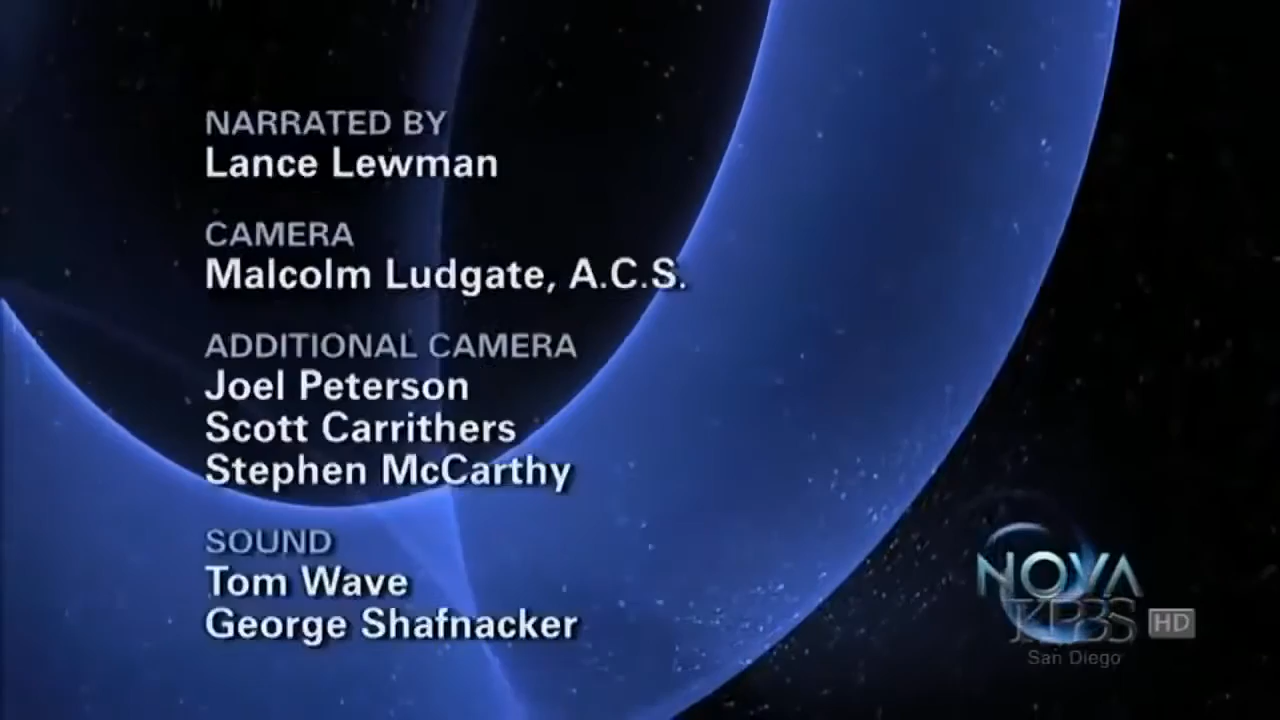 NARRATED BY
Lance Lewman
CAMERA
Malcolm Ludgate, A.C.S.
ADDITIONAL CAMERA
Joel Peterson
Scott Carrithers
Stephen McCarthy
SOUND
Tom Wave
George Shafnacker
NOVA
KPBS HD
San Diego